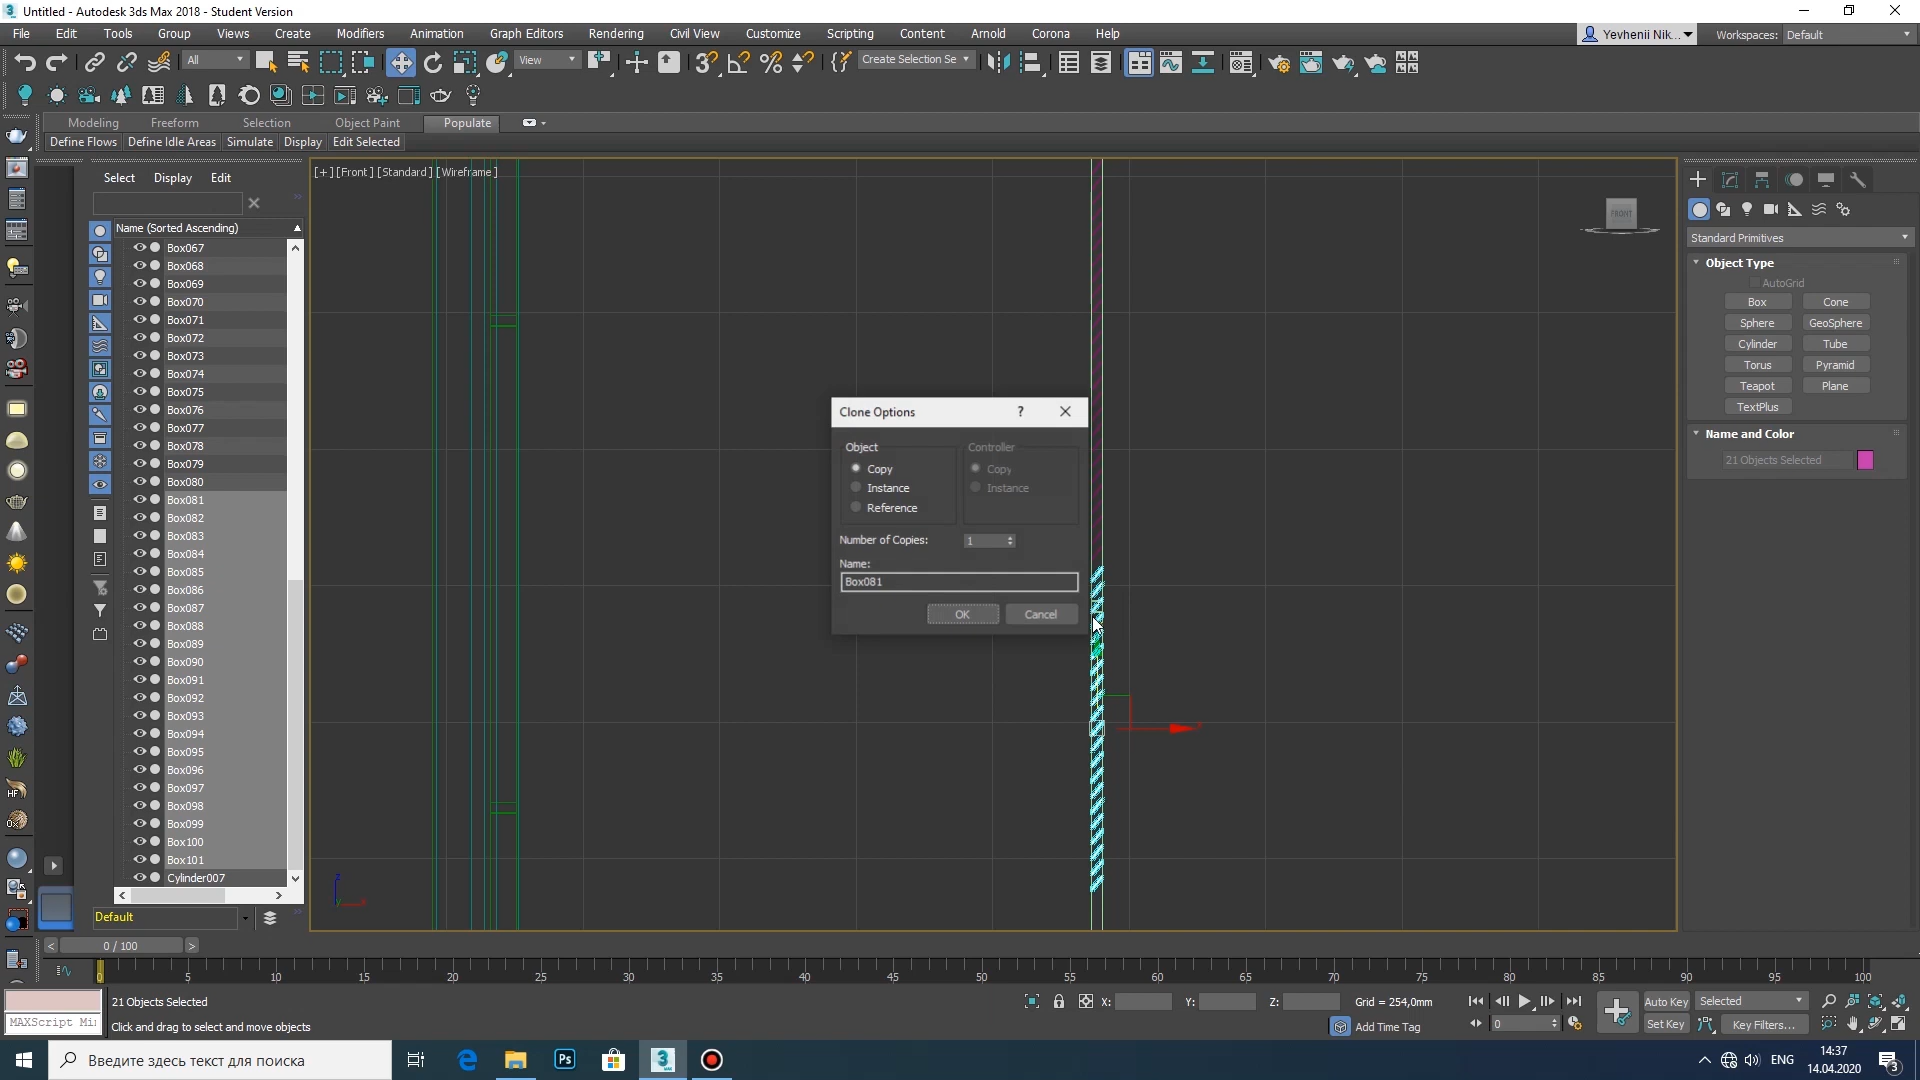 Untitled - Autodesk 3ds Max 2018 - Student Version
File Edit Tools Group Views Create Modifiers Animation Graph Editors Rendering Civil View Customize Scripting Content Arnold Corona Help
Yevhenii Nik... Workspaces: Default
All View Create Selection Se
Modeling Freeform Selection Object Paint Populate
Define Flows Define Idle Areas Simulate Display Edit Selected
Select Display Edit
[+] [Front] [Standard] [Wireframe]
FRONT
Name (Sorted Ascending)
Box067
Box068
Box069
Box070
Box071
Box072
Box073
Box074
Box075
Box076
Box077
Box078
Box079
Box080
Box081
Box082
Box083
Box084
Box085
Box086
Box087
Box088
Box089
Box090
Box091
Box092
Box093
Box094
Box095
Box096
Box097
Box098
Box099
Box100
Box101
Cylinder007
Default
Clone Options ?
Object Controller
Copy Copy
Instance Instance
Reference
Number of Copies: 1
Name:
Box081
OK Cancel
Standard Primitives
Object Type
AutoGrid
Box Cone
Sphere GeoSphere
Cylinder Tube
Torus Pyramid
Teapot Plane
TextPlus
Name and Color
21 Objects Selected
0 / 100
0 5 10 15 20 25 30 35 40 45 50 55 60 65 70 75 80 85 90 95 100
21 Objects Selected
X: Y: Z: Grid = 254,0mm
Auto Key Selected
MAXScript Mi
Click and drag to select and move objects
Add Time Tag
0
Set Key Key Filters...
Введите здесь текст для поиска
Ps
3
MAX
ENG
14:37
14.04.2020
3